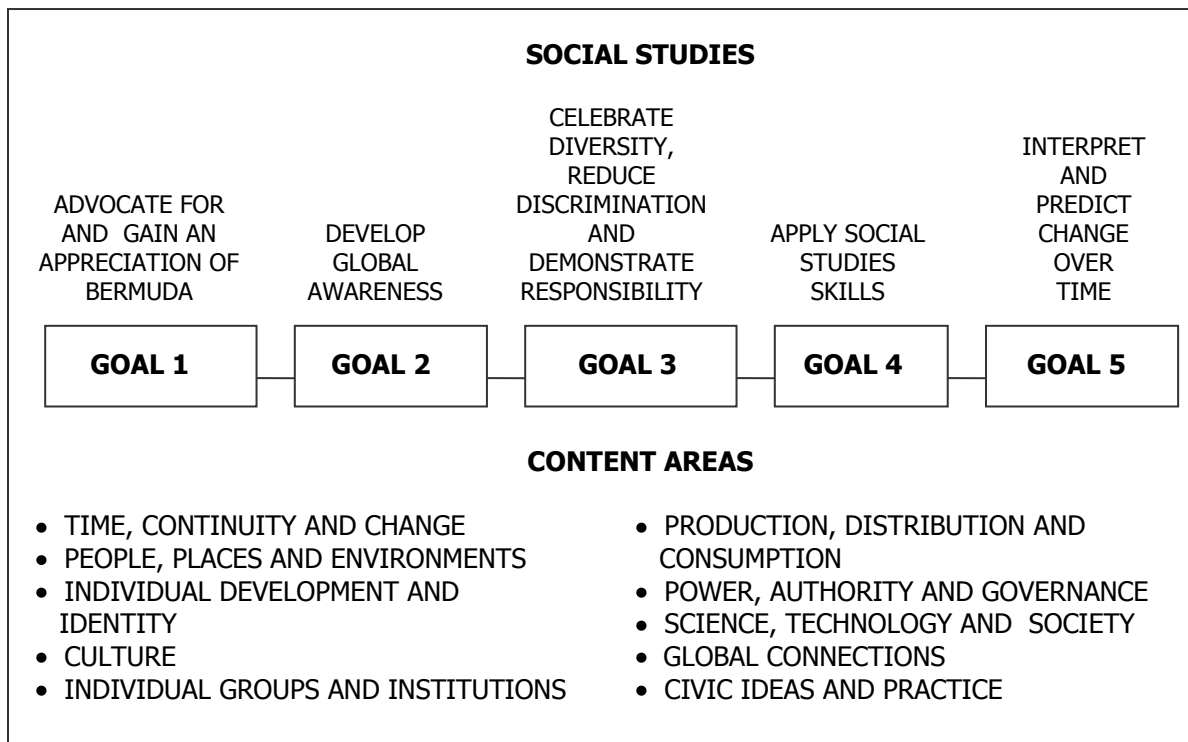 SOCIAL STUDIES
ADVOCATE FOR
AND GAIN AN
APPRECIATION OF
BERMUDA
DEVELOP
GLOBAL
AWARENESS
CELEBRATE
DIVERSITY,
REDUCE
DISCRIMINATION
AND
DEMONSTRATE
RESPONSIBILITY
APPLY SOCIAL
STUDIES
SKILLS
INTERPRET
AND
PREDICT
CHANGE
OVER
TIME
GOAL 1
GOAL 2
GOAL 3
GOAL 4
GOAL 5
CONTENT AREAS
• TIME, CONTINUITY AND CHANGE
• PEOPLE, PLACES AND ENVIRONMENTS
• INDIVIDUAL DEVELOPMENT AND
IDENTITY
• CULTURE
• INDIVIDUAL GROUPS AND INSTITUTIONS
• PRODUCTION, DISTRIBUTION AND
CONSUMPTION
• POWER, AUTHORITY AND GOVERNANCE
• SCIENCE, TECHNOLOGY AND SOCIETY
• GLOBAL CONNECTIONS
• CIVIC IDEAS AND PRACTICE